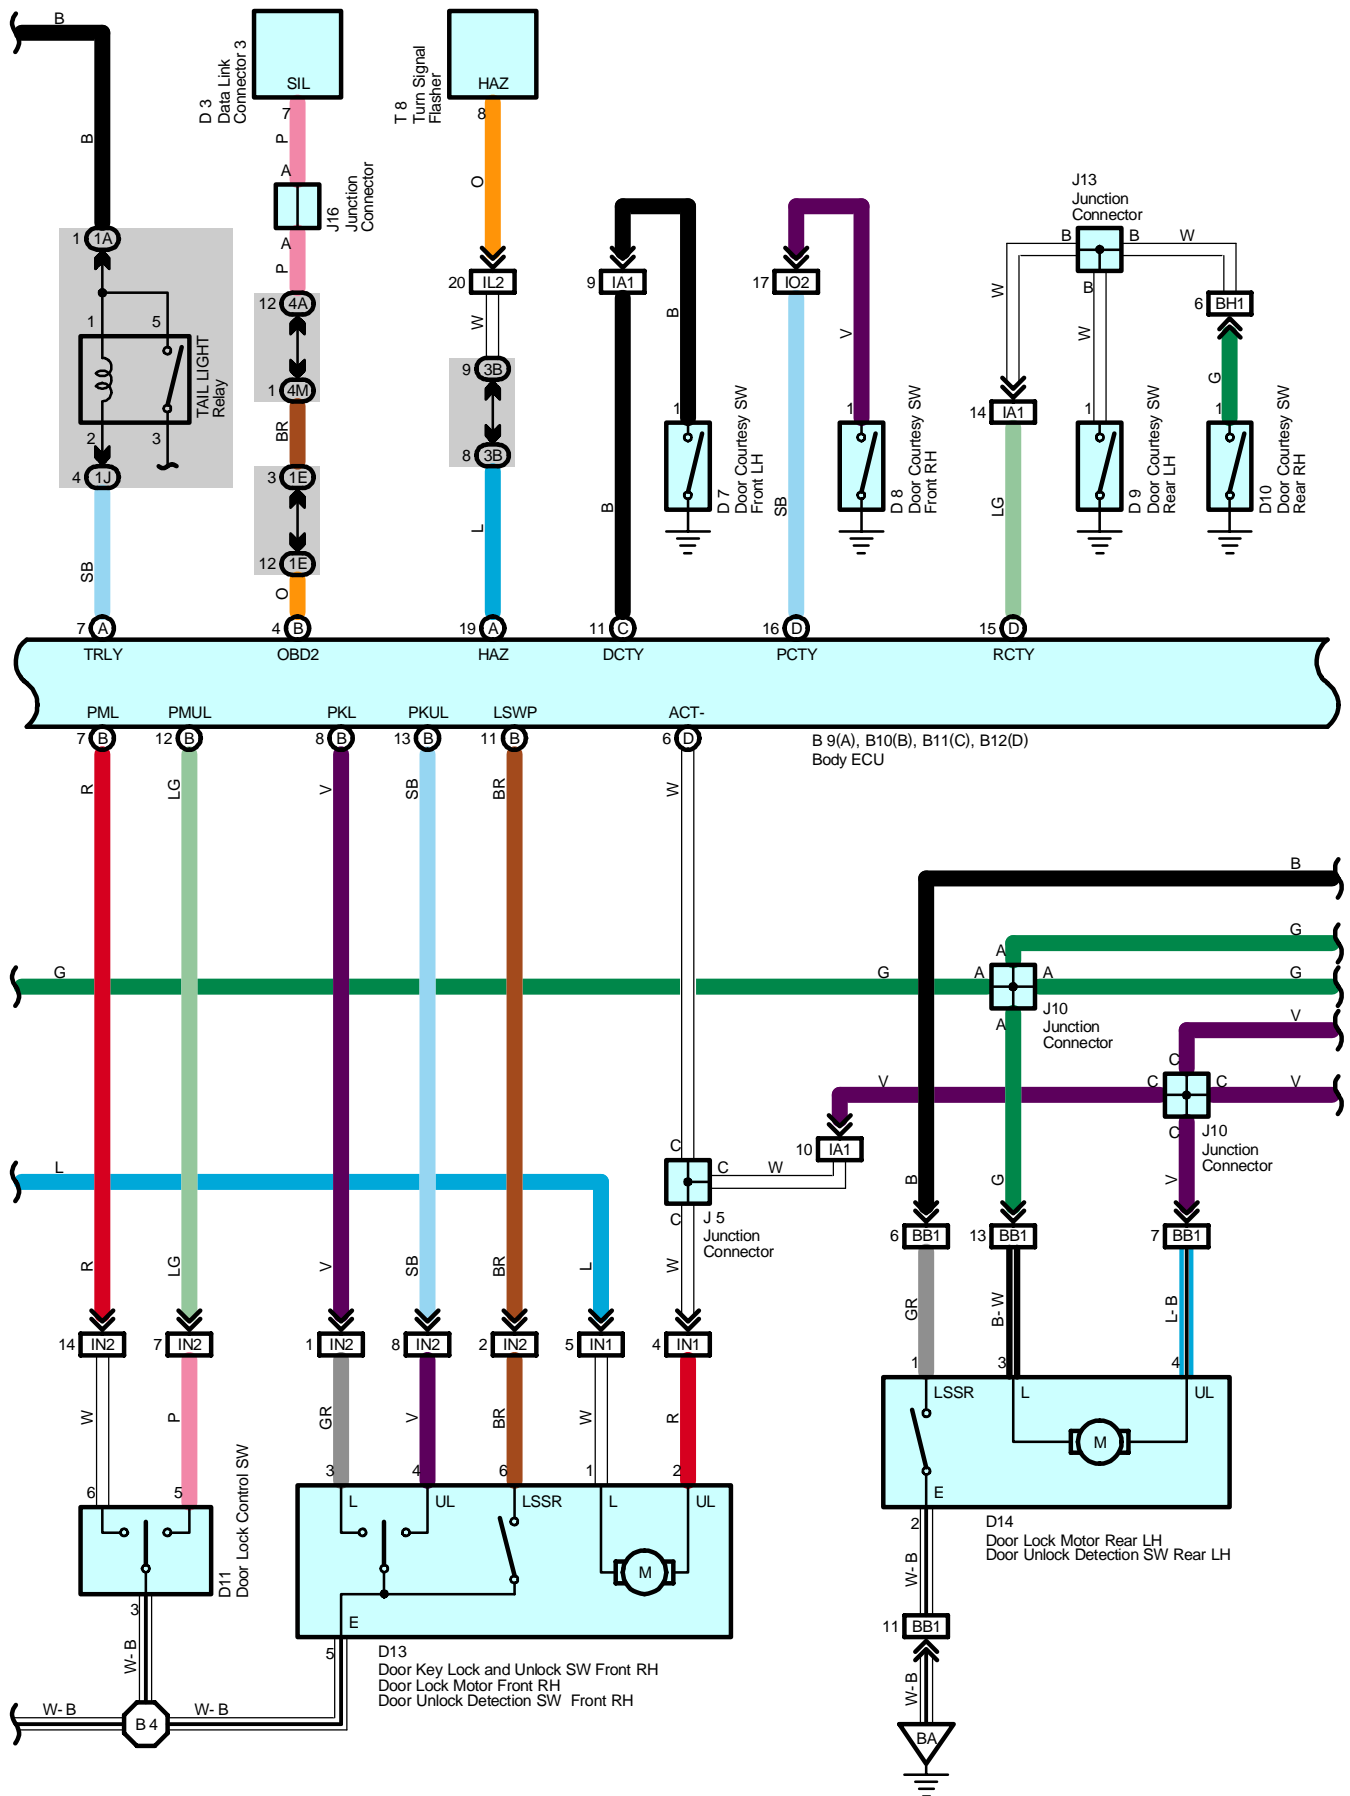 B
B
1 1A
1 5
TAIL LIGHT
Relay
2 3
4 1J
SB
7 A
TRLY
D 3
Data Link
Connector 3
SIL
7
P
A
J16
Junction
Connector
A
P
12 4A
1 4M
BR
3 1E
12 1E
O
4 B
OBD2
T 8
Turn Signal
Flasher
HAZ
8
O
20 IL2
W
9 3B
8 3B
L
19 A
HAZ
9 IA1
B
B
1
D 7
Door Courtesy SW
Front LH
11 C
DCTY
17 IO2
SB
V
1
D 8
Door Courtesy SW
Front RH
16 D
PCTY
J13
Junction
Connector
B B W
B
W
W
6 BH1
G
14 IA1
LG
1
D 9
Door Courtesy SW
Rear LH
1
D10
Door Courtesy SW
Rear RH
15 D
RCTY
PML PMUL PKL PKUL LSWP ACT-
7 B 12 B 8 B 13 B 11 B 6 D
B 9(A), B10(B), B11(C), B12(D)
Body ECU
R LG V SB BR W
B
G
G G A A A G
A
J10
Junction
Connector
V
C
V C C V
C
J10
Junction
Connector
10 IA1
L
C
C W
C
J 5
Junction
Connector
R LG V SB BR L W
B G V
6 BB1 13 BB1 7 BB1
14 IN2 7 IN2 1 IN2 8 IN2 2 IN2 5 IN1 4 IN1
W P GR V BR W R
GR B- W L- B
1 3 4
LSSR L UL
M
E
2
D14
Door Lock Motor Rear LH
Door Unlock Detection SW Rear LH
W- B
11 BB1
W- B
BA
6 5
D11
Door Lock Control SW
3
W- B
3 4 6 1 2
L UL LSSR L UL
M
E
5
D13
Door Key Lock and Unlock SW Front RH
Door Lock Motor Front RH
Door Unlock Detection SW Front RH
W- B B 4 W- B